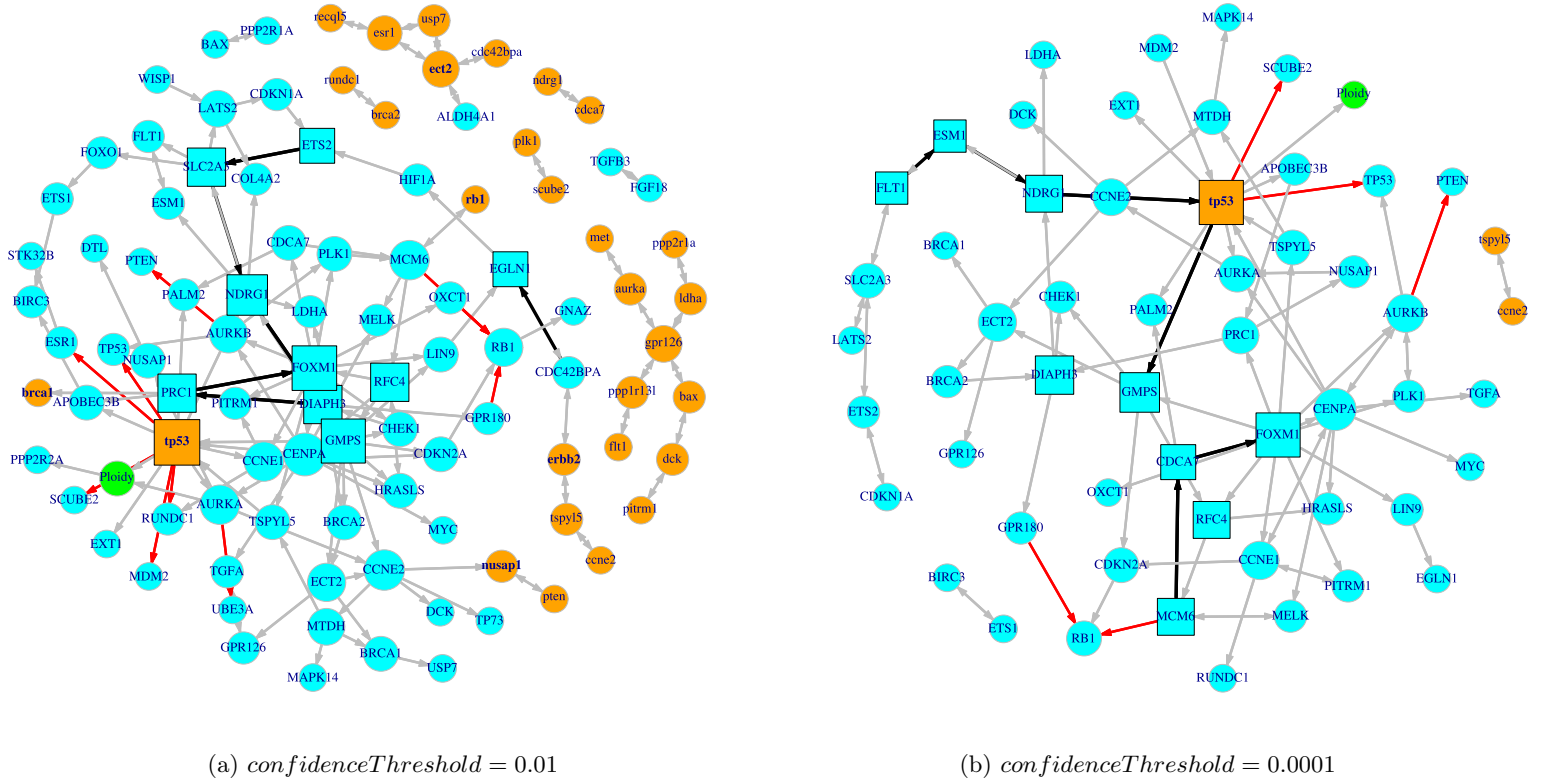 recql5
usp7
esr1
PPP2R1A
BAX
cdc42bpa
ect2
WISP1
rundc1
ndrg1
CDKN1A
LATS2
cdca7
brca2
ALDH4A1
FLT1
ETS2
plk1
FOXO1
SLC2A3
TGFB3
COL4A2
HIF1A
FGF18
scube2
ETS1
rb1
ESM1
met
ppp2r1a
CDCA7
DTL
STK32B
PLK1
PTEN
MCM6
EGLN1
aurka
NDRG1
PALM2
OXCT1
ldha
BIRC3
LDHA
GNAZ
MELK
AURKB
ESR1
gpr126
TP53
RB1
NUSAP1
LIN9
FOXM1
CDC42BPA
RFC4
brca1
PRC1
ppp1r13l
bax
APOBEC3B
PITRM1
DIAPH3
GPR180
CHEK1
tp53
GMPS
flt1
CENPA
CDKN2A
PPP2R2A
CCNE1
erbb2
dck
Ploidy
HRASLS
SCUBE2
AURKA
pitrm1
RUNDC1
TSPYL5
BRCA2
tspyl5
MYC
EXT1
ccne2
nusap1
CCNE2
TGFA
MDM2
ECT2
pten
UBE3A
DCK
TP73
MTDH
GPR126
BRCA1
USP7
MAPK14
(a) confidenceThreshold = 0.01
MAPK14
MDM2
LDHA
SCUBE2
Ploidy
EXT1
DCK
MTDH
ESM1
APOBEC3B
TP53
PTEN
FLT1
NDRG1
CCNE2
tp53
tspyl5
BRCA1
TSPYL5
AURKA
NUSAP1
SLC2A3
CHEK1
PALM2
ccne2
ECT2
AURKB
PRC1
LATS2
DIAPH3
BRCA2
GMPS
PLK1
TGFA
CENPA
ETS2
FOXM1
GPR126
CDCA7
MYC
OXCT1
CDKN1A
HRASLS
LIN9
RFC4
GPR180
CCNE1
CDKN2A
BIRC3
EGLN1
PITRM1
MCM6
MELK
ETS1
RB1
RUNDC1
(b) confidenceThreshold = 0.0001